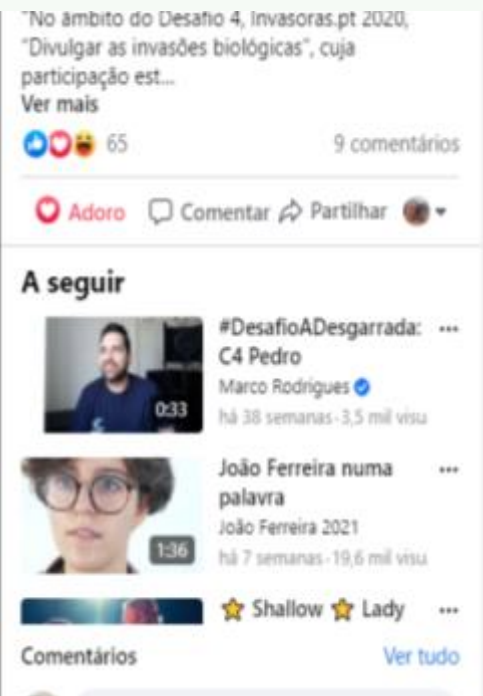 "No âmbito do Desafio 4, Invasoras.pt 2020,
"Divulgar as invasões biológicas", cuja
participação est...
Ver mais
65 9 comentários
Adoro Comentar Partilhar
A seguir
#DesafioADesgarrada: ...
C4 Pedro
Marco Rodrigues
0:33
há 38 semanas · 3,5 mil visu
João Ferreira numa ...
palavra
João Ferreira 2021
1:36
há 7 semanas · 19,6 mil visu
⭐ Shallow ⭐ Lady ...
Comentários Ver tudo